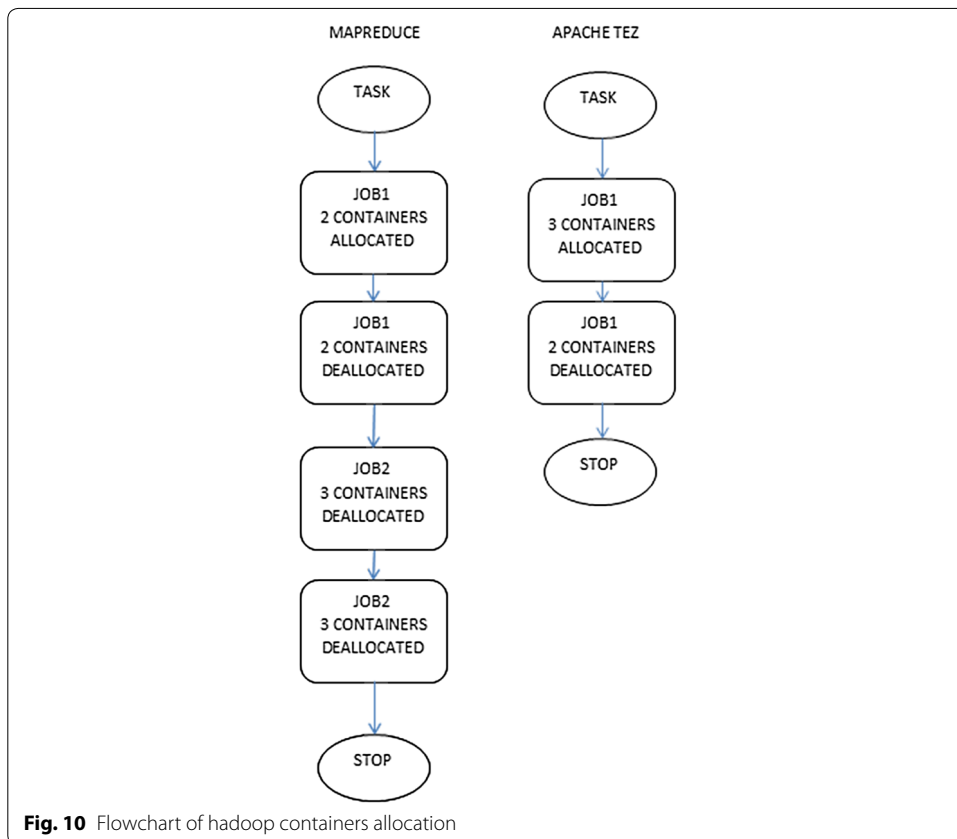 MAPREDUCE
TASK
JOB1
2 CONTAINERS
ALLOCATED
JOB1
2 CONTAINERS
DEALLOCATED
JOB2
3 CONTAINERS
DEALLOCATED
JOB2
3 CONTAINERS
DEALLOCATED
STOP
APACHE TEZ
TASK
JOB1
3 CONTAINERS
ALLOCATED
JOB1
2 CONTAINERS
DEALLOCATED
STOP
Fig. 10 Flowchart of hadoop containers allocation